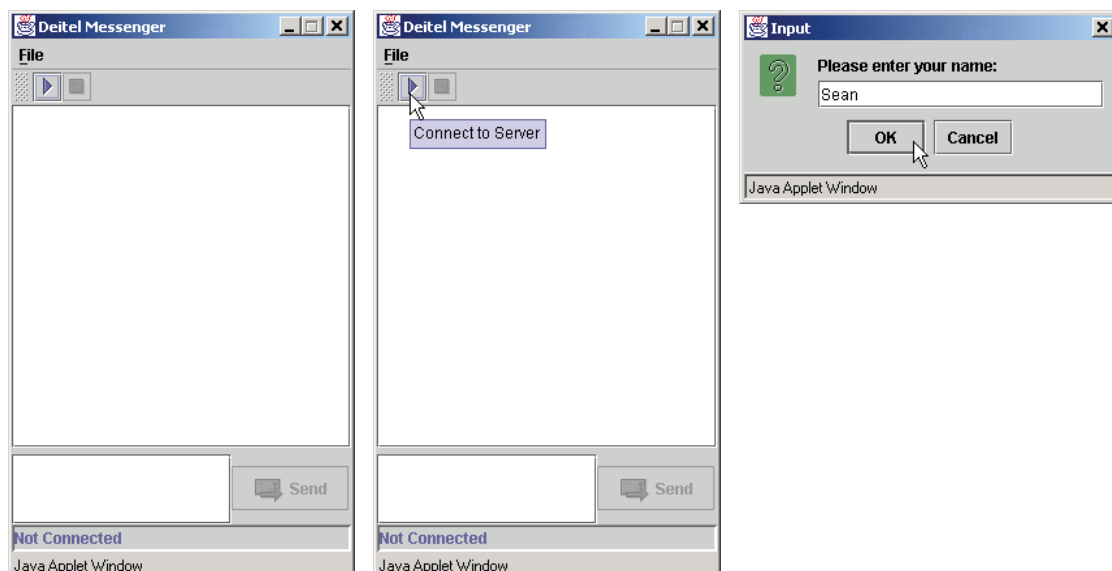 Deitel Messenger
File
Send
Not Connected
Java Applet Window
Deitel Messenger
File
Connect to Server
Send
Not Connected
Java Applet Window
Input
Please enter your name:
Sean
OK
Cancel
Java Applet Window